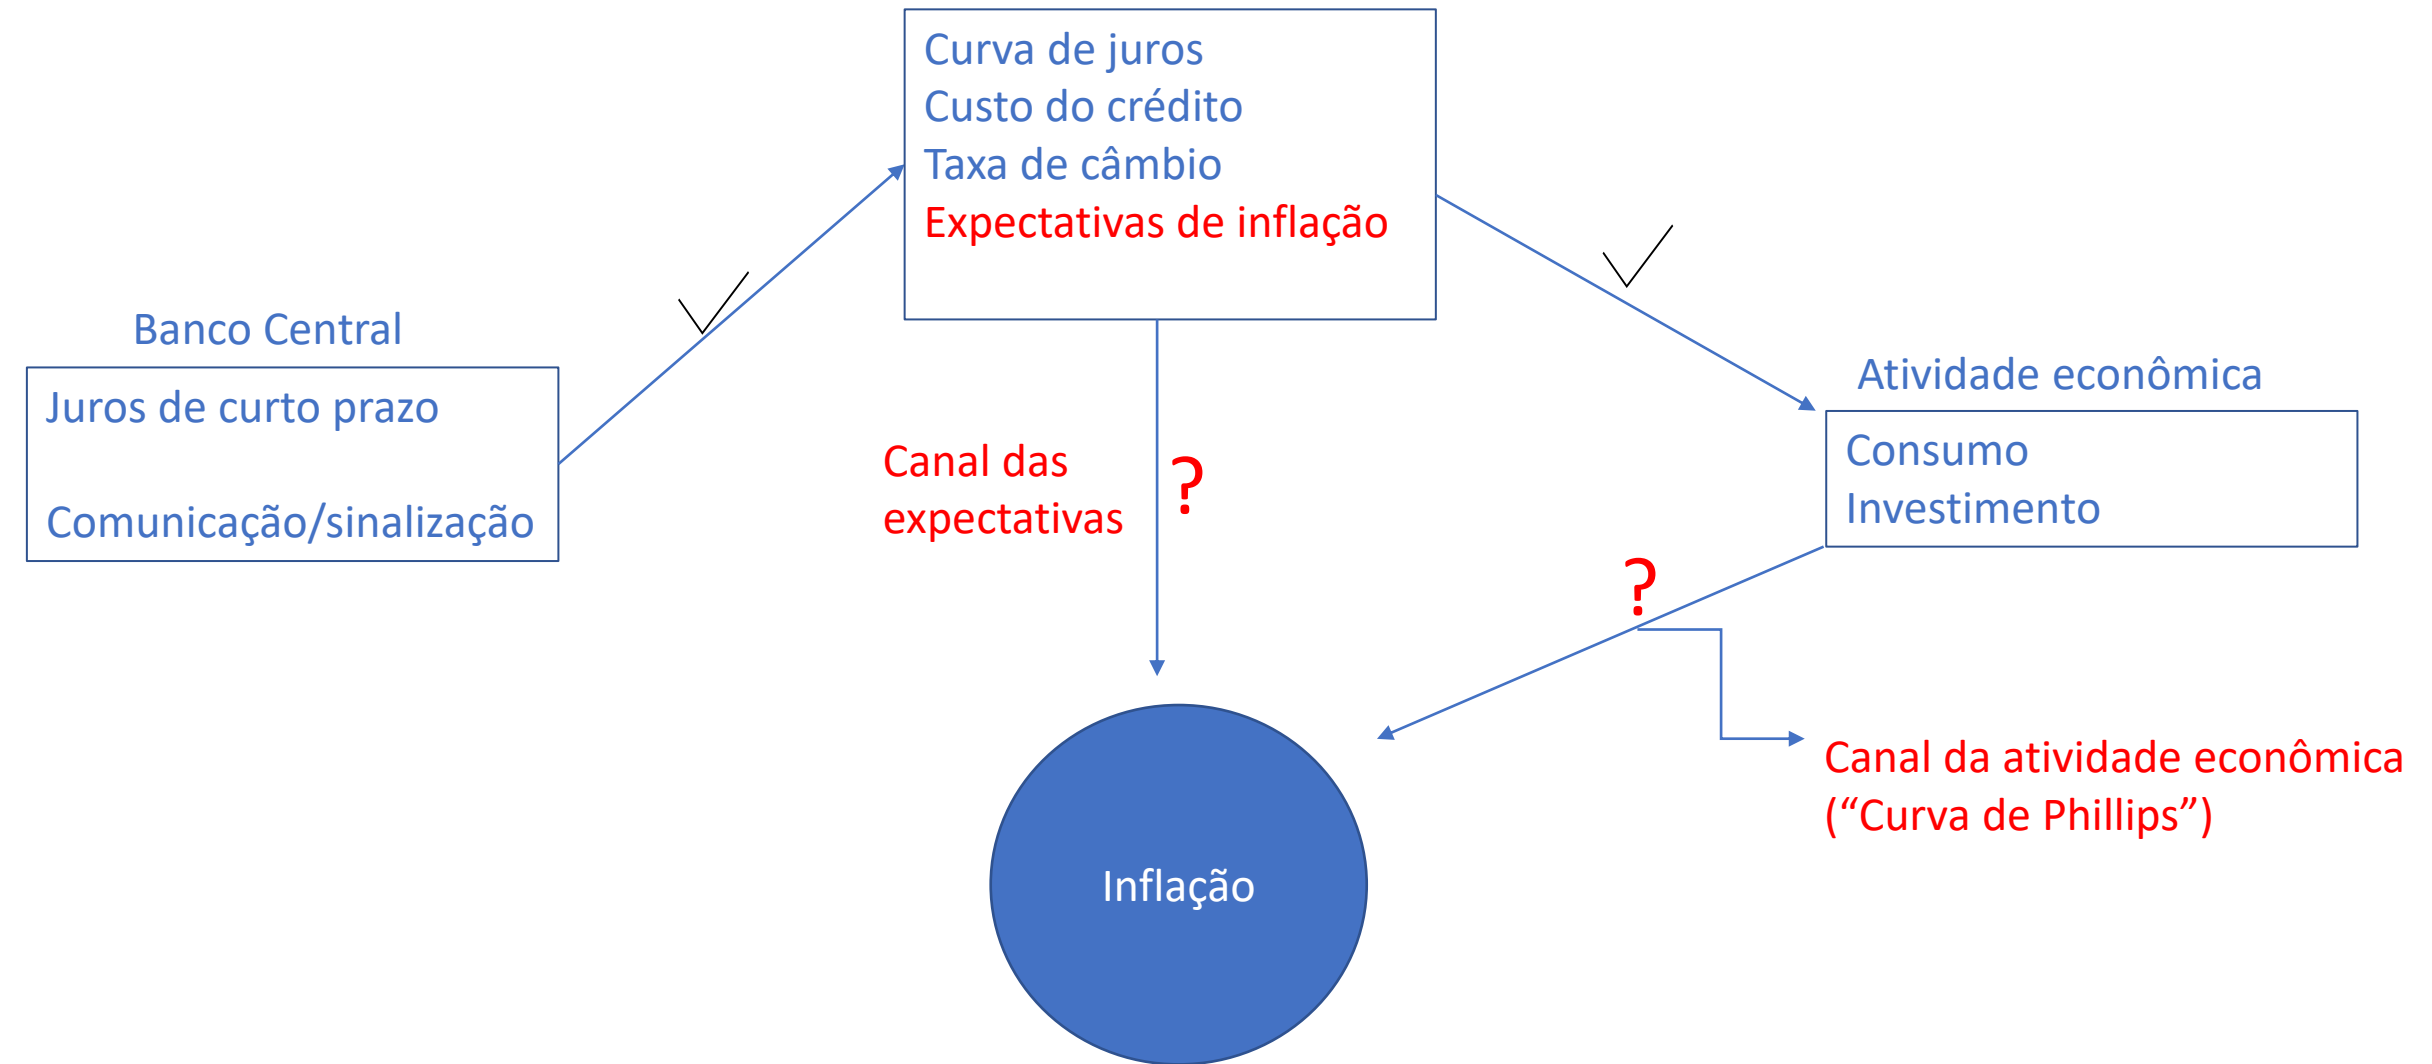 Curva de juros
Custo do crédito
Taxa de câmbio
Expectativas de inflação
Banco Central
Juros de curto prazo
Comunicação/sinalização
Canal das
expectativas
?
Atividade econômica
Consumo
Investimento
?
Canal da atividade econômica
(“Curva de Phillips”)
Inflação